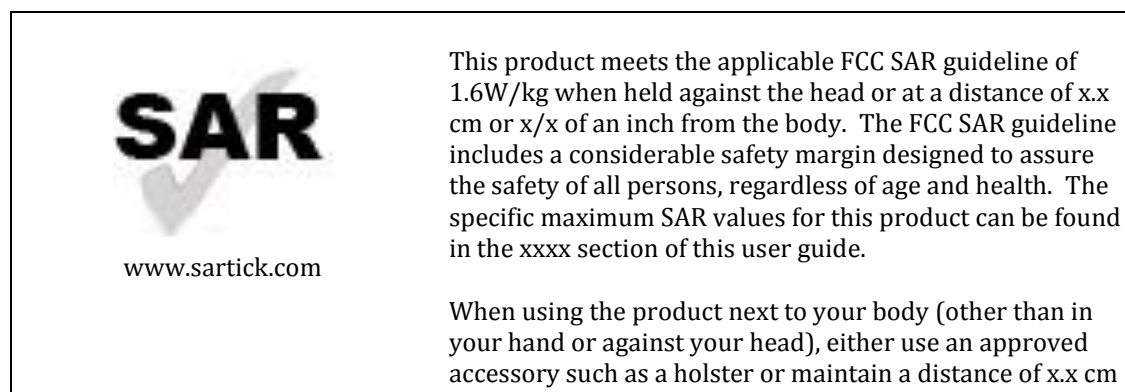 SAR
www.sartick.com
This product meets the applicable FCC SAR guideline of
1.6W/kg when held against the head or at a distance of x.x
cm or x/x of an inch from the body.  The FCC SAR guideline
includes a considerable safety margin designed to assure
the safety of all persons, regardless of age and health.  The
specific maximum SAR values for this product can be found
in the xxxx section of this user guide.
When using the product next to your body (other than in
your hand or against your head), either use an approved
accessory such as a holster or maintain a distance of x.x cm